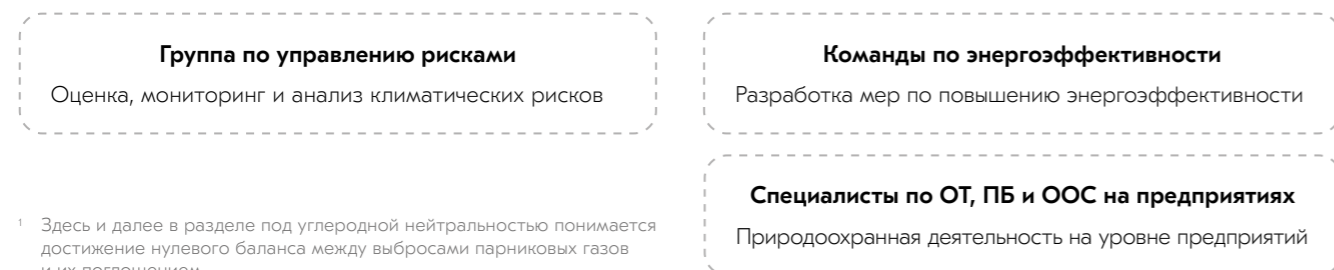 Группа по управлению рисками
Оценка, мониторинг и анализ климатических рисков
Команды по энергоэффективности
Разработка мер по повышению энергоэффективности
Специалисты по ОТ, ПБ и ООС на предприятиях
Природоохранная деятельность на уровне предприятий
1 Здесь и далее в разделе под углеродной нейтральностью понимается
достижение нулевого баланса между выбросами парниковых газов
и их поглощением